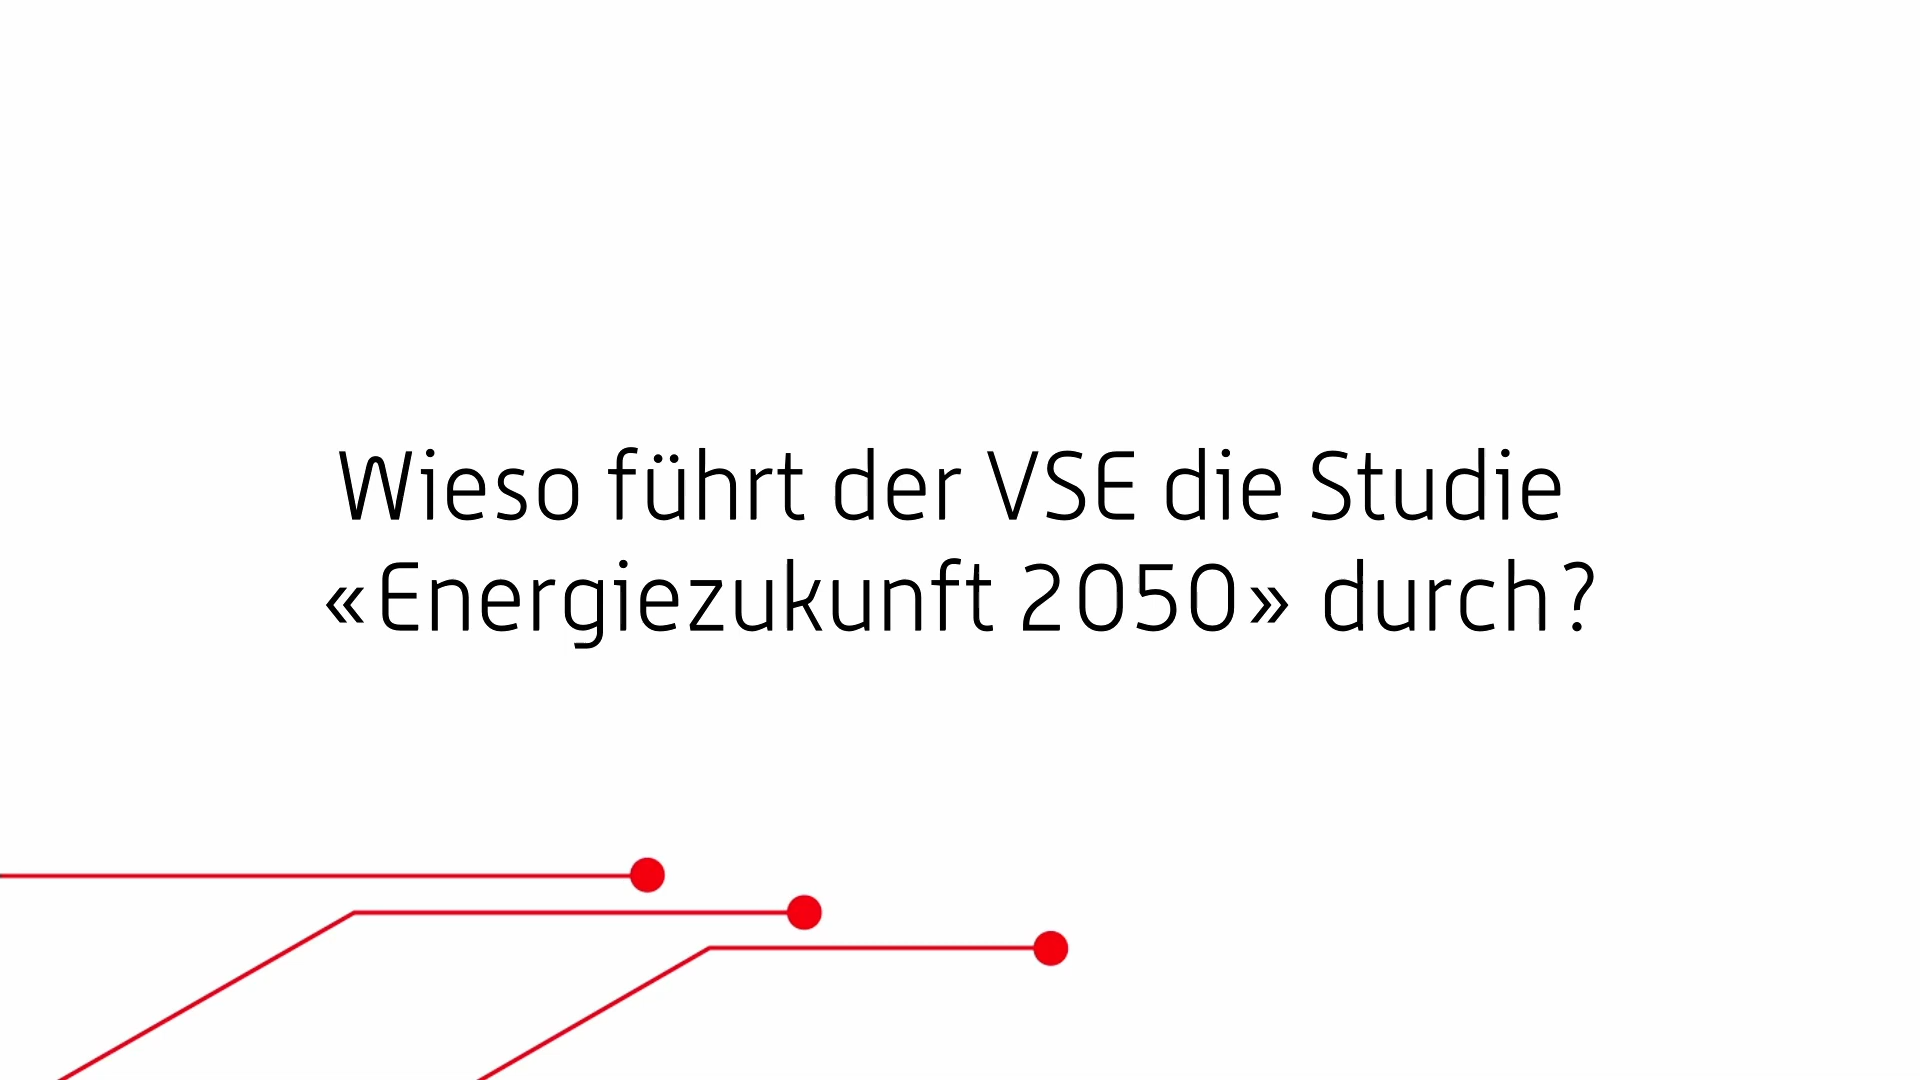 Wieso führt der VSE die Studie
«Energiezukunft 2050» durch?